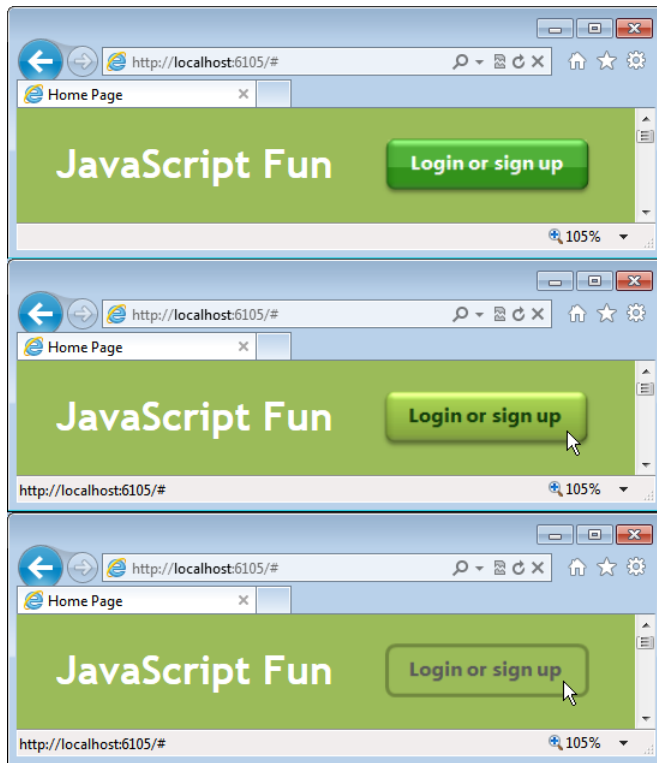 http://localhost:6105/#
Home Page
JavaScript Fun
Login or sign up
105%
http://localhost:6105/#
Home Page
JavaScript Fun
Login or sign up
http://localhost:6105/#
105%
http://localhost:6105/#
Home Page
JavaScript Fun
Login or sign up
http://localhost:6105/#
105%